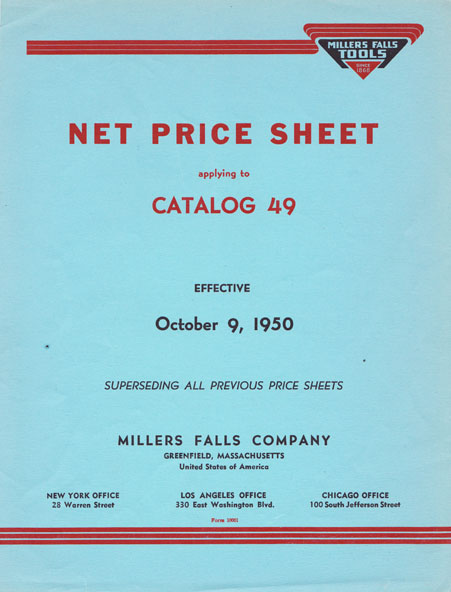 MILLERS FALLS
TOOLS
SINCE
1868
NET PRICE SHEET
applying to
CATALOG 49
EFFECTIVE
October 9, 1950
SUPERSEDING ALL PREVIOUS PRICE SHEETS
MILLERS FALLS COMPANY
GREENFIELD, MASSACHUSETTS
United States of America
NEW YORK OFFICE
28 Warren Street
LOS ANGELES OFFICE
330 East Washington Blvd.
CHICAGO OFFICE
100 South Jefferson Street
Form